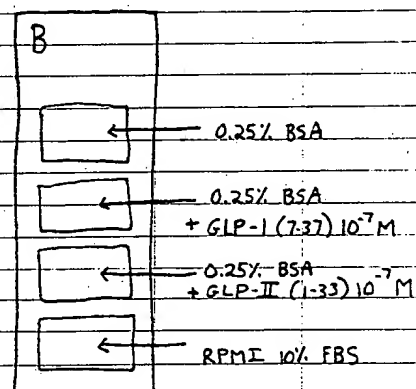 B
0.25% BSA
0.25% BSA
+ GLP-I (7-37) 10⁻⁷ M
0.25% BSA
+ GLP-II (1-33) 10⁻⁷ M
RPMI 10% FBS